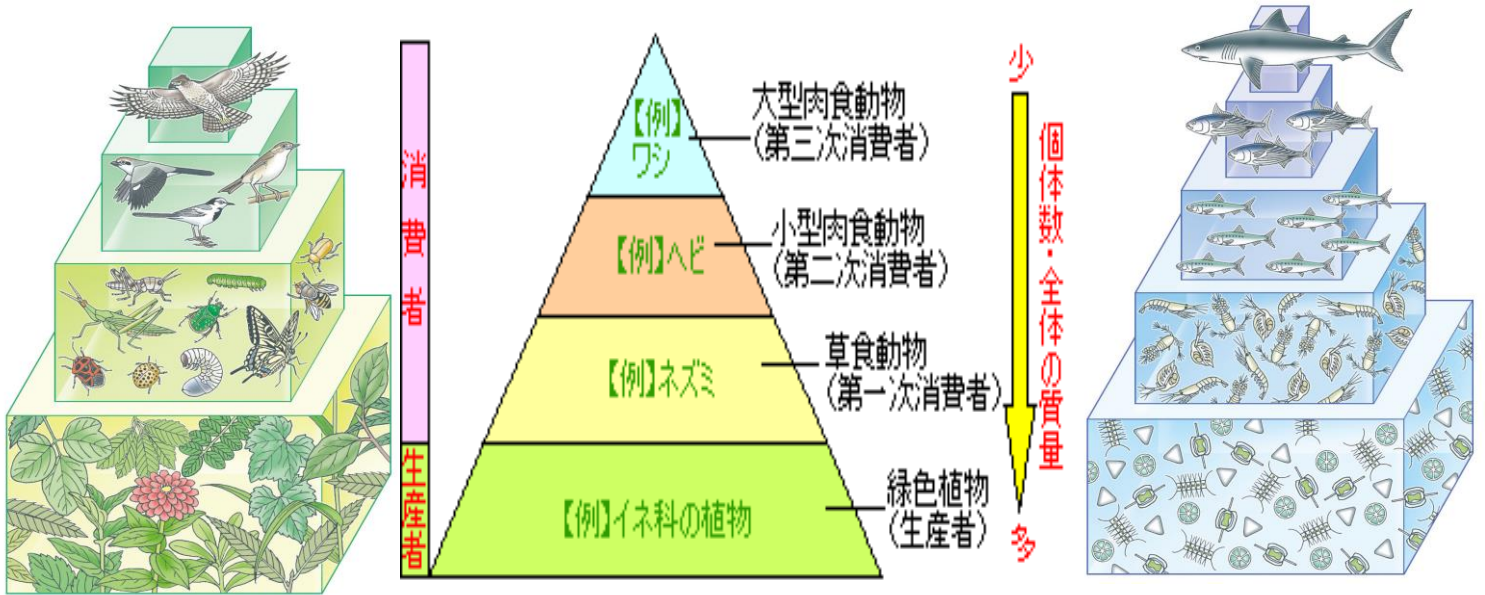 消費者
生産者
【例】
ワシ
大型肉食動物
(第三次消費者)
【例】ヘビ
小型肉食動物
(第二次消費者)
【例】ネズミ
草食動物
(第一次消費者)
【例】イネ科の植物
緑色植物
(生産者)
少
個体数・全体の質量
多